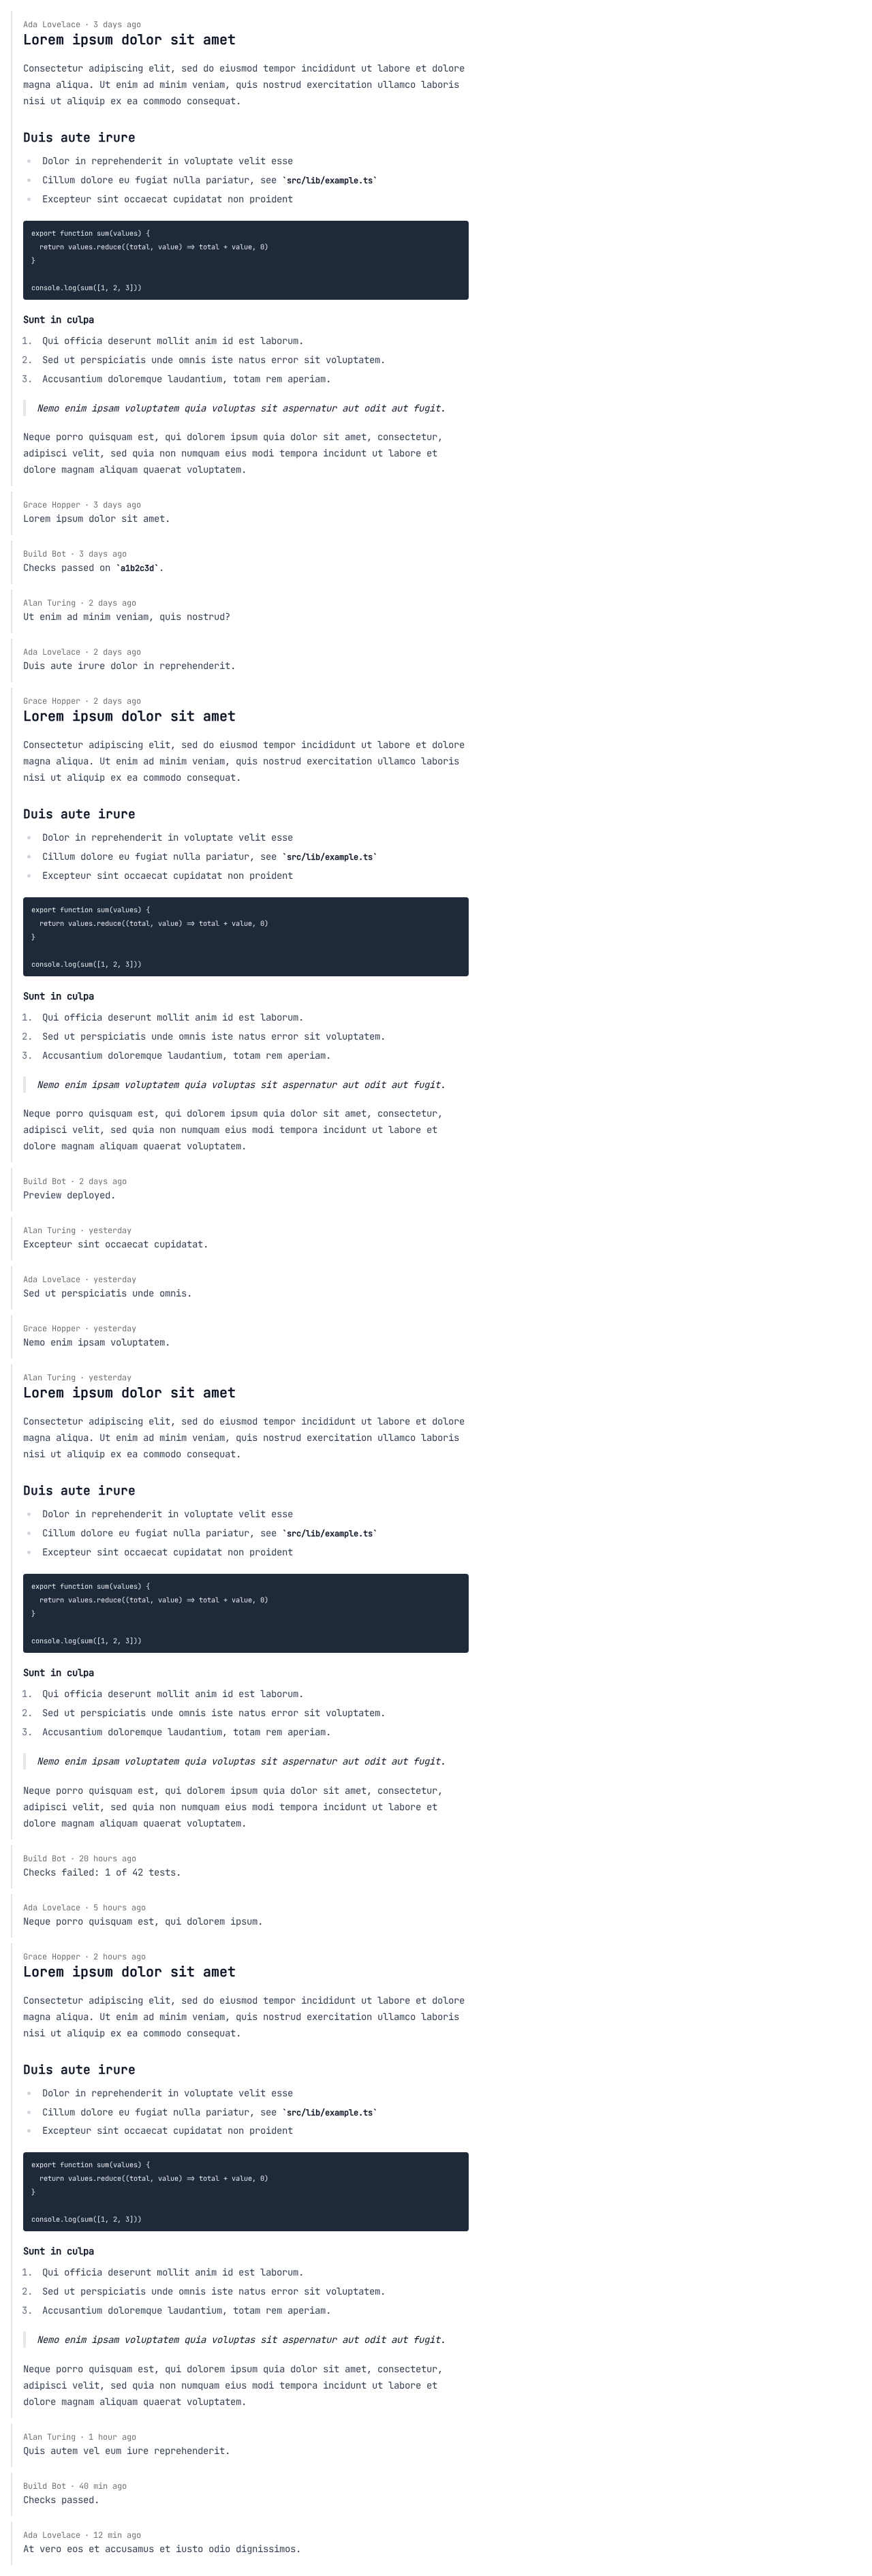 Ada Lovelace · 3 days ago
Lorem ipsum dolor sit amet
Consectetur adipiscing elit, sed do eiusmod tempor incididunt ut labore et dolore
magna aliqua. Ut enim ad minim veniam, quis nostrud exercitation ullamco laboris
nisi ut aliquip ex ea commodo consequat.
Duis aute irure
• Dolor in reprehenderit in voluptate velit esse
• Cillum dolore eu fugiat nulla pariatur, see `src/lib/example.ts`
• Excepteur sint occaecat cupidatat non proident
export function sum(values) {
  return values.reduce((total, value) => total + value, 0)
}
console.log(sum([1, 2, 3]))
Sunt in culpa
1. Qui officia deserunt mollit anim id est laborum.
2. Sed ut perspiciatis unde omnis iste natus error sit voluptatem.
3. Accusantium doloremque laudantium, totam rem aperiam.
Nemo enim ipsam voluptatem quia voluptas sit aspernatur aut odit aut fugit.
Neque porro quisquam est, qui dolorem ipsum quia dolor sit amet, consectetur,
adipisci velit, sed quia non numquam eius modi tempora incidunt ut labore et
dolore magnam aliquam quaerat voluptatem.
Grace Hopper · 3 days ago
Lorem ipsum dolor sit amet.
Build Bot · 3 days ago
Checks passed on `a1b2c3d`.
Alan Turing · 2 days ago
Ut enim ad minim veniam, quis nostrud?
Ada Lovelace · 2 days ago
Duis aute irure dolor in reprehenderit.
Grace Hopper · 2 days ago
Lorem ipsum dolor sit amet
Consectetur adipiscing elit, sed do eiusmod tempor incididunt ut labore et dolore
magna aliqua. Ut enim ad minim veniam, quis nostrud exercitation ullamco laboris
nisi ut aliquip ex ea commodo consequat.
Duis aute irure
• Dolor in reprehenderit in voluptate velit esse
• Cillum dolore eu fugiat nulla pariatur, see `src/lib/example.ts`
• Excepteur sint occaecat cupidatat non proident
export function sum(values) {
  return values.reduce((total, value) => total + value, 0)
}
console.log(sum([1, 2, 3]))
Sunt in culpa
1. Qui officia deserunt mollit anim id est laborum.
2. Sed ut perspiciatis unde omnis iste natus error sit voluptatem.
3. Accusantium doloremque laudantium, totam rem aperiam.
Nemo enim ipsam voluptatem quia voluptas sit aspernatur aut odit aut fugit.
Neque porro quisquam est, qui dolorem ipsum quia dolor sit amet, consectetur,
adipisci velit, sed quia non numquam eius modi tempora incidunt ut labore et
dolore magnam aliquam quaerat voluptatem.
Build Bot · 2 days ago
Preview deployed.
Alan Turing · yesterday
Excepteur sint occaecat cupidatat.
Ada Lovelace · yesterday
Sed ut perspiciatis unde omnis.
Grace Hopper · yesterday
Nemo enim ipsam voluptatem.
Alan Turing · yesterday
Lorem ipsum dolor sit amet
Consectetur adipiscing elit, sed do eiusmod tempor incididunt ut labore et dolore
magna aliqua. Ut enim ad minim veniam, quis nostrud exercitation ullamco laboris
nisi ut aliquip ex ea commodo consequat.
Duis aute irure
• Dolor in reprehenderit in voluptate velit esse
• Cillum dolore eu fugiat nulla pariatur, see `src/lib/example.ts`
• Excepteur sint occaecat cupidatat non proident
export function sum(values) {
  return values.reduce((total, value) => total + value, 0)
}
console.log(sum([1, 2, 3]))
Sunt in culpa
1. Qui officia deserunt mollit anim id est laborum.
2. Sed ut perspiciatis unde omnis iste natus error sit voluptatem.
3. Accusantium doloremque laudantium, totam rem aperiam.
Nemo enim ipsam voluptatem quia voluptas sit aspernatur aut odit aut fugit.
Neque porro quisquam est, qui dolorem ipsum quia dolor sit amet, consectetur,
adipisci velit, sed quia non numquam eius modi tempora incidunt ut labore et
dolore magnam aliquam quaerat voluptatem.
Build Bot · 20 hours ago
Checks failed: 1 of 42 tests.
Ada Lovelace · 5 hours ago
Neque porro quisquam est, qui dolorem ipsum.
Grace Hopper · 2 hours ago
Lorem ipsum dolor sit amet
Consectetur adipiscing elit, sed do eiusmod tempor incididunt ut labore et dolore
magna aliqua. Ut enim ad minim veniam, quis nostrud exercitation ullamco laboris
nisi ut aliquip ex ea commodo consequat.
Duis aute irure
• Dolor in reprehenderit in voluptate velit esse
• Cillum dolore eu fugiat nulla pariatur, see `src/lib/example.ts`
• Excepteur sint occaecat cupidatat non proident
export function sum(values) {
  return values.reduce((total, value) => total + value, 0)
}
console.log(sum([1, 2, 3]))
Sunt in culpa
1. Qui officia deserunt mollit anim id est laborum.
2. Sed ut perspiciatis unde omnis iste natus error sit voluptatem.
3. Accusantium doloremque laudantium, totam rem aperiam.
Nemo enim ipsam voluptatem quia voluptas sit aspernatur aut odit aut fugit.
Neque porro quisquam est, qui dolorem ipsum quia dolor sit amet, consectetur,
adipisci velit, sed quia non numquam eius modi tempora incidunt ut labore et
dolore magnam aliquam quaerat voluptatem.
Alan Turing · 1 hour ago
Quis autem vel eum iure reprehenderit.
Build Bot · 40 min ago
Checks passed.
Ada Lovelace · 12 min ago
At vero eos et accusamus et iusto odio dignissimos.